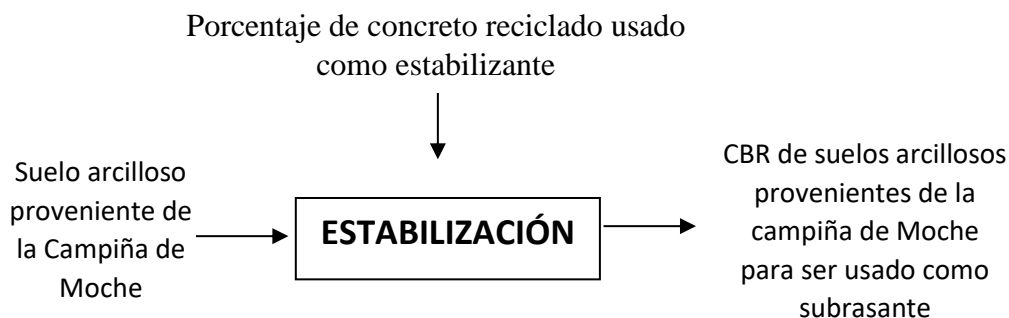 Porcentaje de concreto reciclado usado
como estabilizante
Suelo arcilloso
proveniente de
la Campiña de
Moche
ESTABILIZACIÓN
CBR de suelos arcillosos
provenientes de la
campiña de Moche
para ser usado como
subrasante